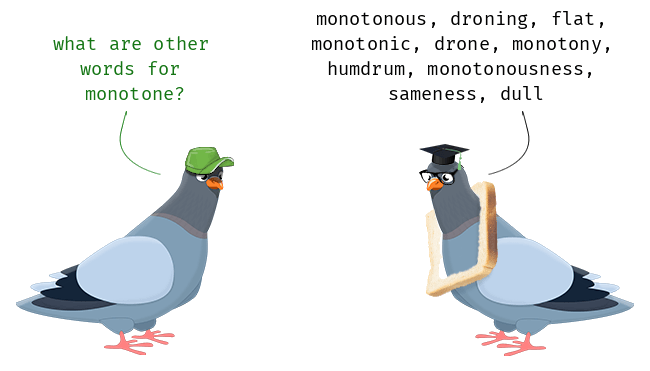 what are other
words for
monotone?
monotonous, droning, flat,
monotonic, drone, monotony,
humdrum, monotonousness,
sameness, dull